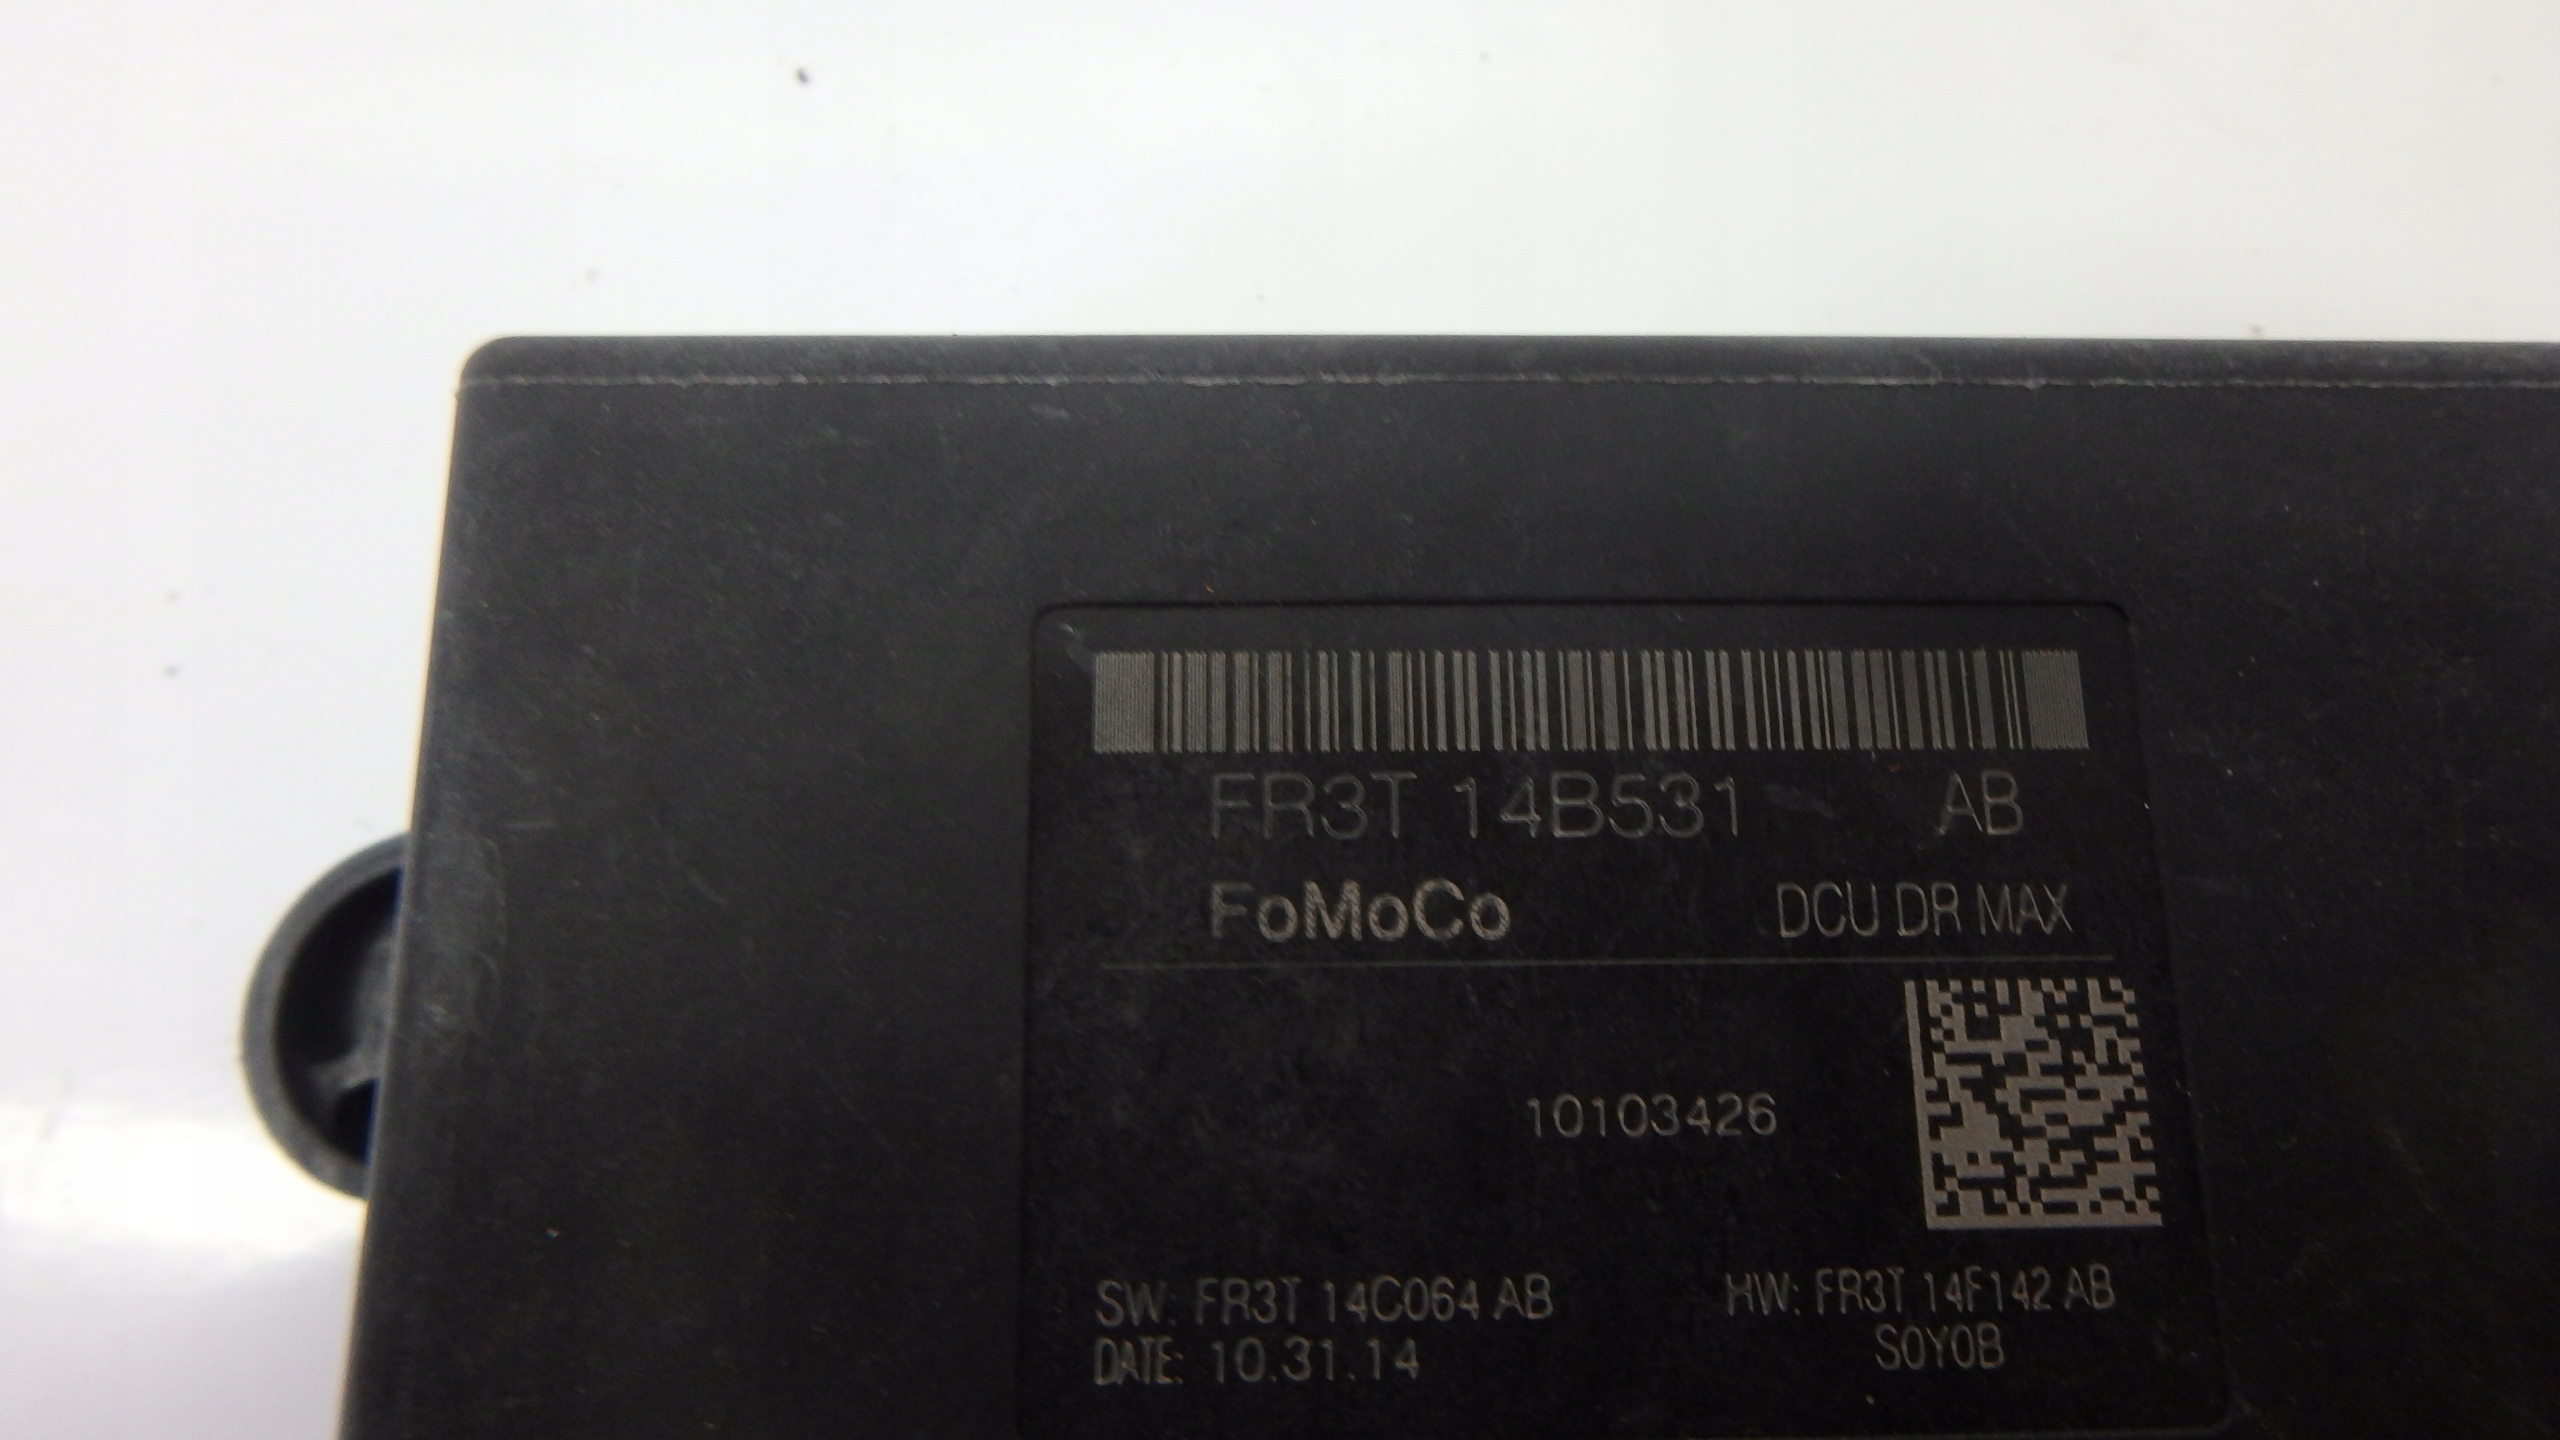 FR3T 14B531 AB
FoMoCo DCU DR MAX
10103426
SW: FR3T 14C064 AB HW: FR3T 14F142 AB
DATE: 10.31.14 S0Y0B